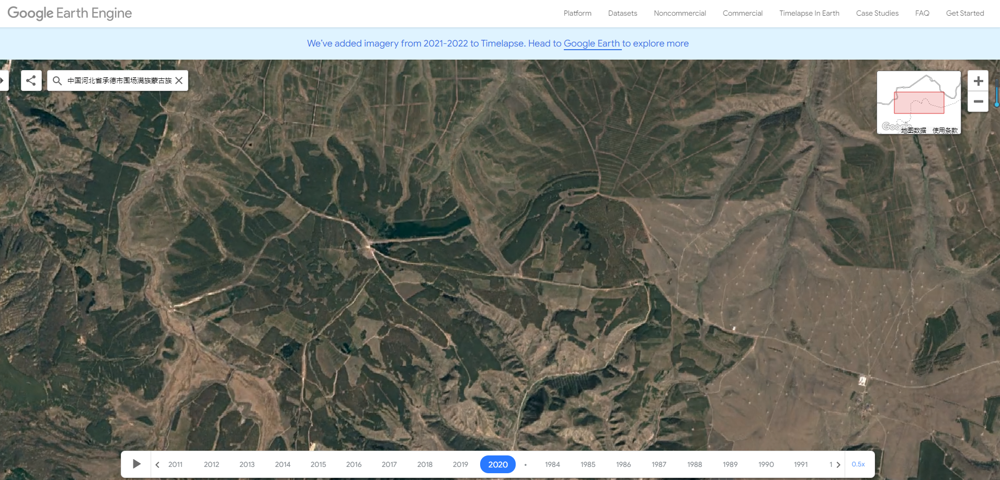 Google Earth Engine
Platform Datasets Noncommercial Commercial Timelapse In Earth Case Studies FAQ Get Started
We've added imagery from 2021-2022 to Timelapse. Head to Google Earth to explore more
中国河北省承德市围场满族蒙古族
Google
地图数据 使用条款
2011 2012 2013 2014 2015 2016 2017 2018 2019 2020 • 1984 1985 1986 1987 1988 1989 1990 1991 1 0.5x